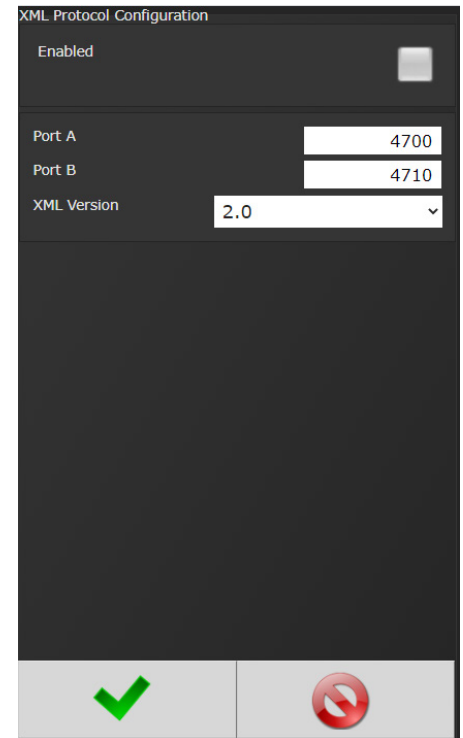 XML Protocol Configuration
Enabled
Port A 4700
Port B 4710
XML Version 2.0